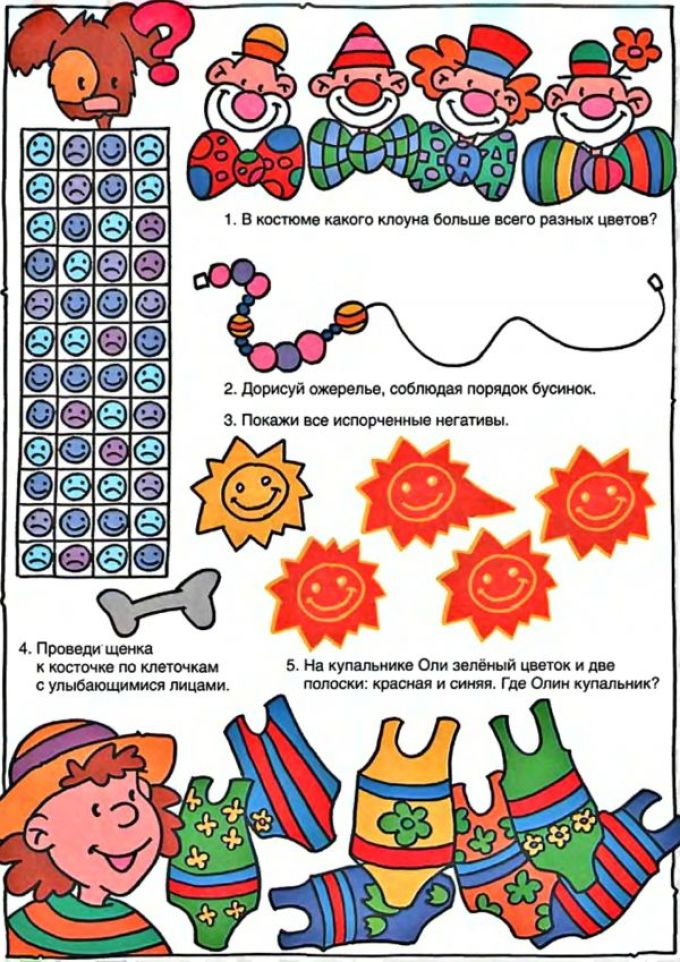 ?
1. В костюме какого клоуна больше всего разных цветов?
2. Дорисуй ожерелье, соблюдая порядок бусинок.
3. Покажи все испорченные негативы.
4. Проведи щенка
к косточке по клеточкам
с улыбающимися лицами.
5. На купальнике Оли зелёный цветок и две
полоски: красная и синяя. Где Олин купальник?